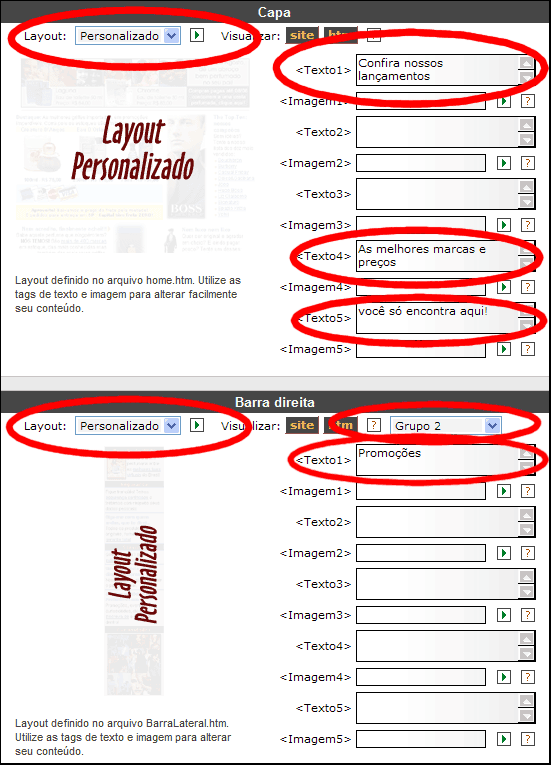 Capa
Layout: Personalizado Visualizar: site htm ?
<Texto1> Confira nossos
lançamentos
<Imagem1> ?
<Texto2>
<Imagem2> ?
<Texto3>
<Imagem3> ?
<Texto4> As melhores marcas e
preços
<Imagem4> ?
<Texto5> você só encontra aqui!
<Imagem5> ?
Layout
Personalizado
BOSS
Layout definido no arquivo home.htm. Utilize as
tags de texto e imagem para alterar facilmente
seu conteúdo.
Barra direita
Layout: Personalizado Visualizar: site htm ? Grupo 2
<Texto1> Promoções
<Imagem1> ?
<Texto2>
<Imagem2> ?
<Texto3>
<Imagem3> ?
<Texto4>
<Imagem4> ?
<Texto5>
<Imagem5> ?
Layout
Personalizado
Layout definido no arquivo BarraLateral.htm.
Utilize as tags de texto e imagem para alterar
seu conteúdo.